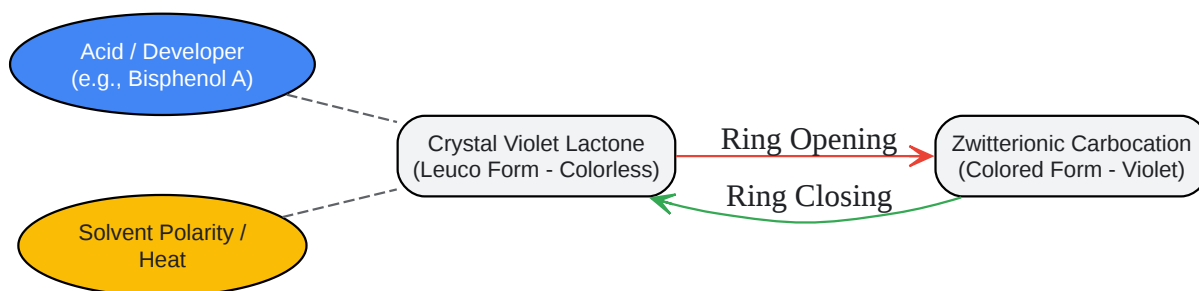 Acid / Developer
(e.g., Bisphenol A)
Crystal Violet Lactone
(Leuco Form - Colorless)
Ring Opening
Zwitterionic Carbocation
(Colored Form - Violet)
Ring Closing
Solvent Polarity /
Heat